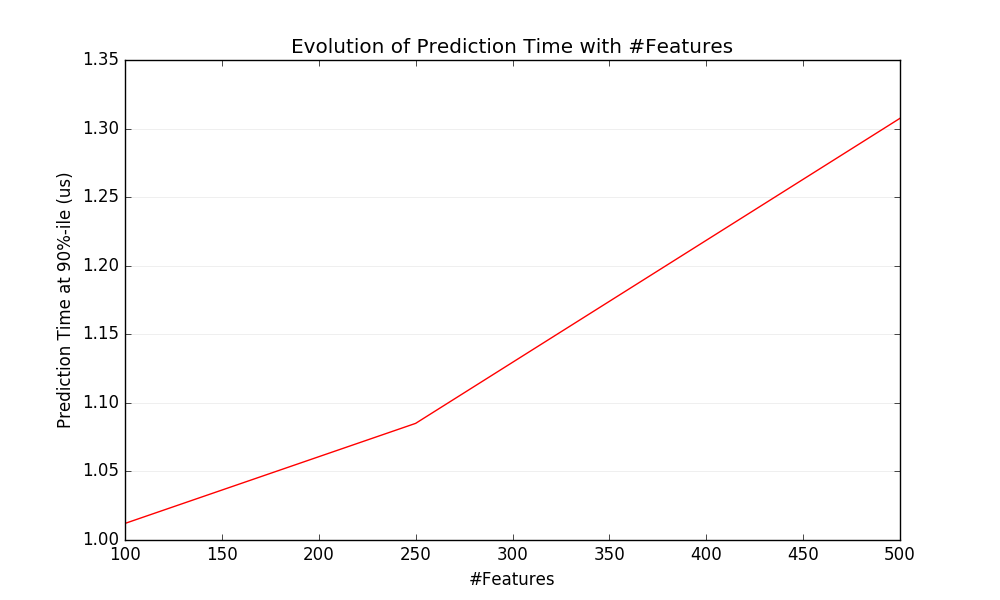 Evolution of Prediction Time with #Features
1.35
1.30
1.25
1.20
1.15
1.10
1.05
1.00
Prediction Time at 90%-ile (us)
100 150 200 250 300 350 400 450 500
#Features